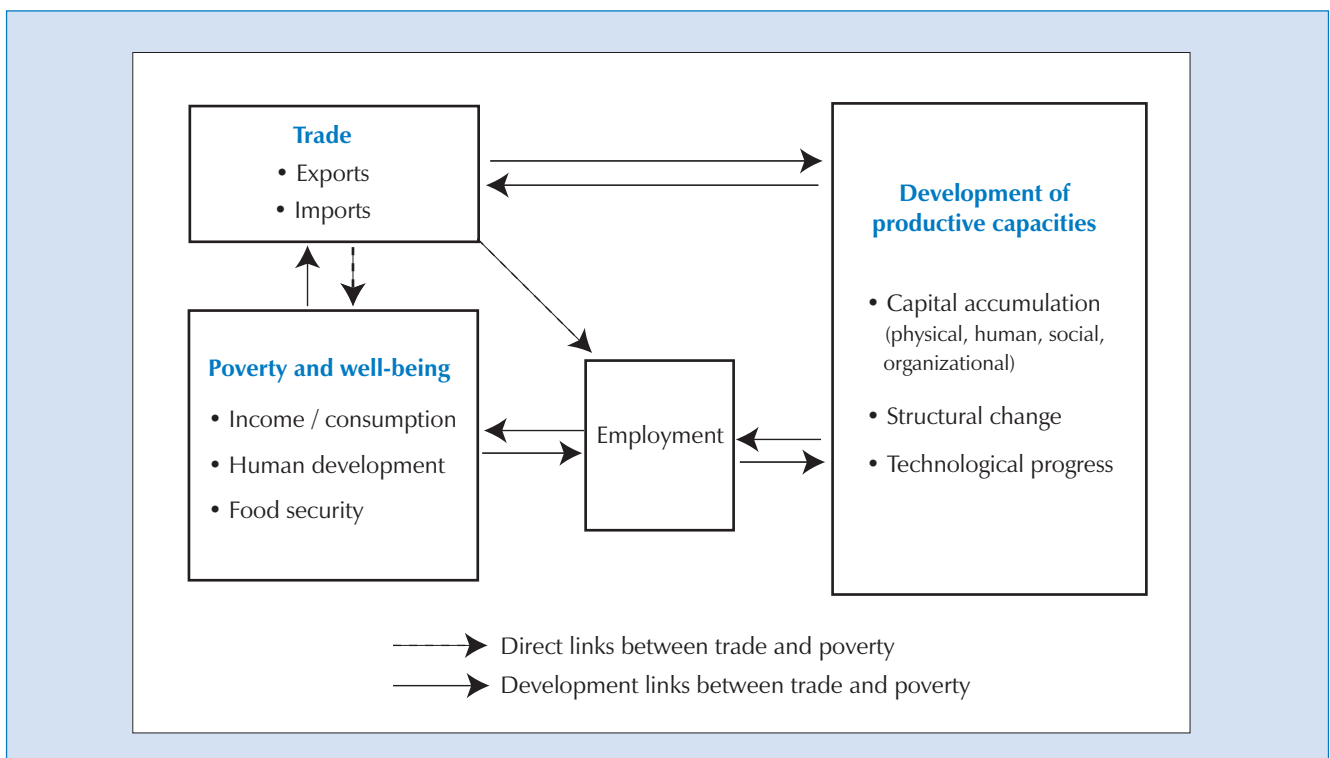 Trade
• Exports
• Imports
Development of
productive capacities
• Capital accumulation
(physical, human, social,
organizational)
• Structural change
• Technological progress
Poverty and well-being
• Income / consumption
• Human development
• Food security
Employment
Direct links between trade and poverty
Development links between trade and poverty